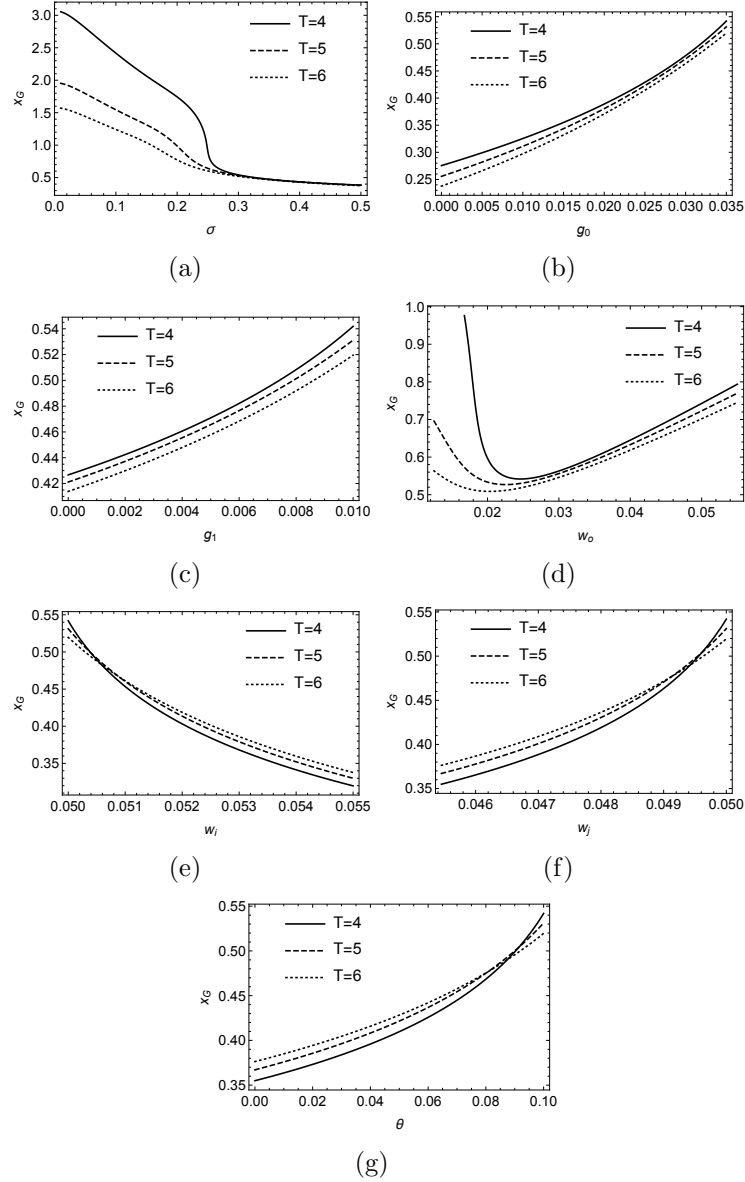 3.0
2.5
2.0
1.5
1.0
0.5
x_G
T=4
T=5
T=6
0.0 0.1 0.2 0.3 0.4 0.5
σ
(a)
0.55
0.50
0.45
0.40
0.35
0.30
0.25
x_G
T=4
T=5
T=6
0.000 0.005 0.010 0.015 0.020 0.025 0.030 0.035
g_0
(b)
0.54
0.52
0.50
0.48
0.46
0.44
0.42
x_G
T=4
T=5
T=6
0.000 0.002 0.004 0.006 0.008 0.010
g_1
(c)
1.0
0.9
0.8
0.7
0.6
0.5
x_G
T=4
T=5
T=6
0.02 0.03 0.04 0.05
w_o
(d)
0.55
0.50
0.45
0.40
0.35
x_G
T=4
T=5
T=6
0.050 0.051 0.052 0.053 0.054 0.055
w_i
(e)
0.55
0.50
0.45
0.40
0.35
x_G
T=4
T=5
T=6
0.046 0.047 0.048 0.049 0.050
w_j
(f)
0.55
0.50
0.45
0.40
0.35
x_G
T=4
T=5
T=6
0.00 0.02 0.04 0.06 0.08 0.10
θ
(g)